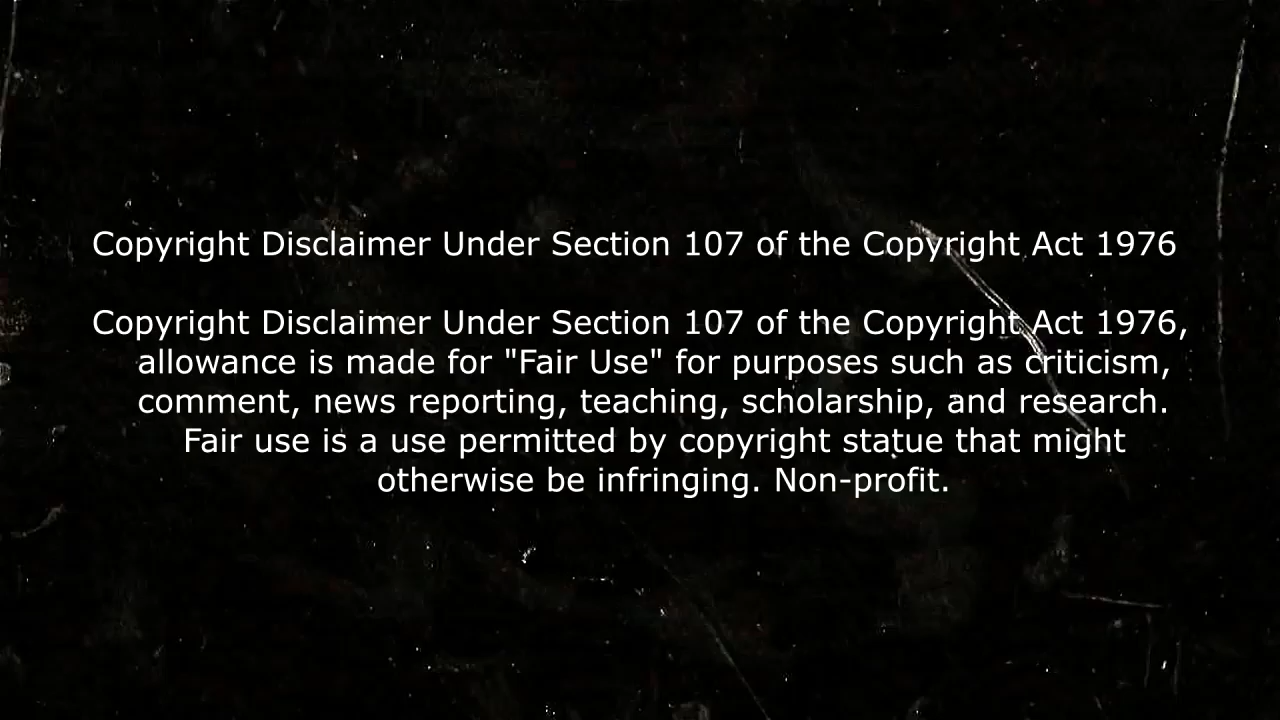 Copyright Disclaimer Under Section 107 of the Copyright Act 1976
Copyright Disclaimer Under Section 107 of the Copyright Act 1976,
allowance is made for "Fair Use" for purposes such as criticism,
comment, news reporting, teaching, scholarship, and research.
Fair use is a use permitted by copyright statue that might
otherwise be infringing. Non-profit.